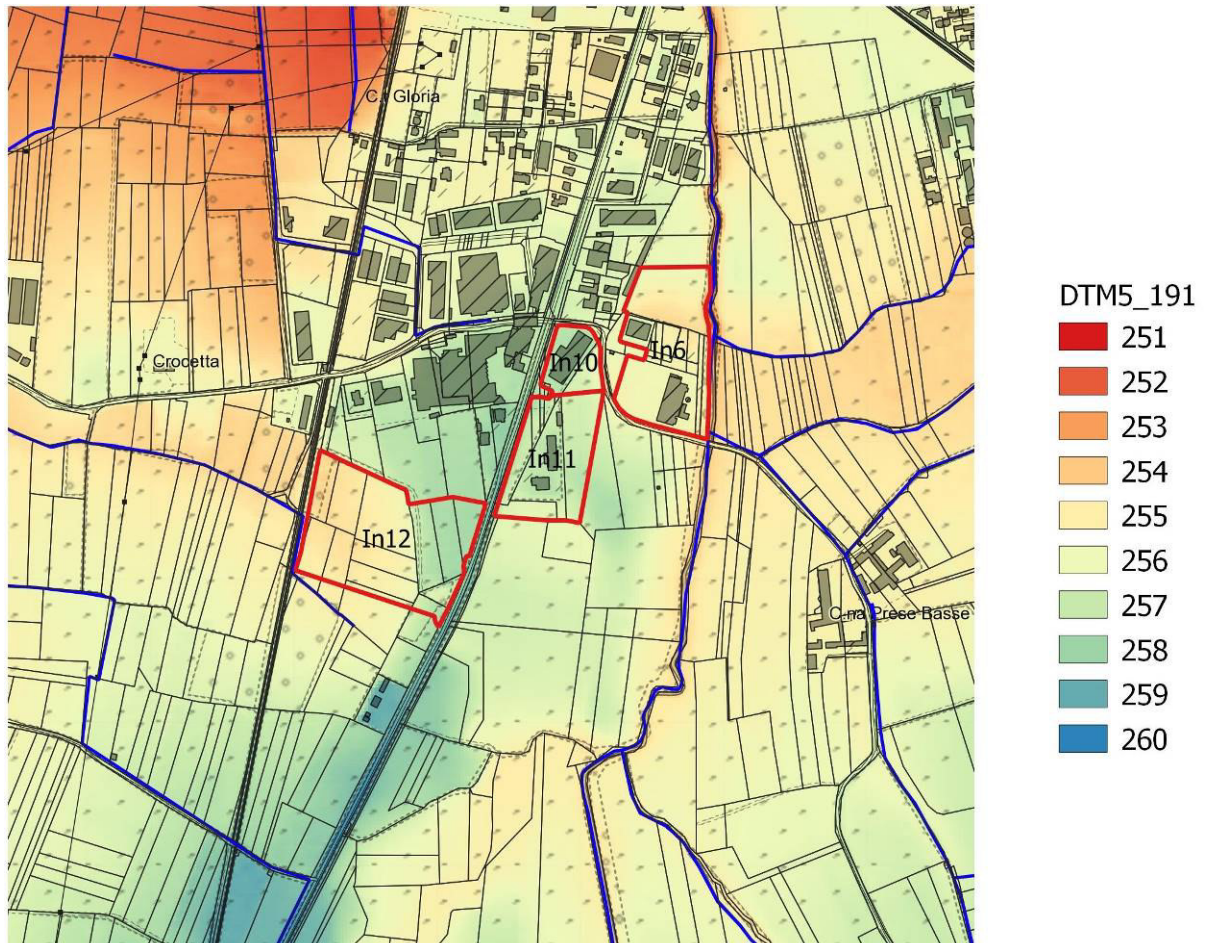 C.a Gloria
Crocetta
In10
In6
In11
In12
C.na Prese Basse
DTM5_191
251
252
253
254
255
256
257
258
259
260